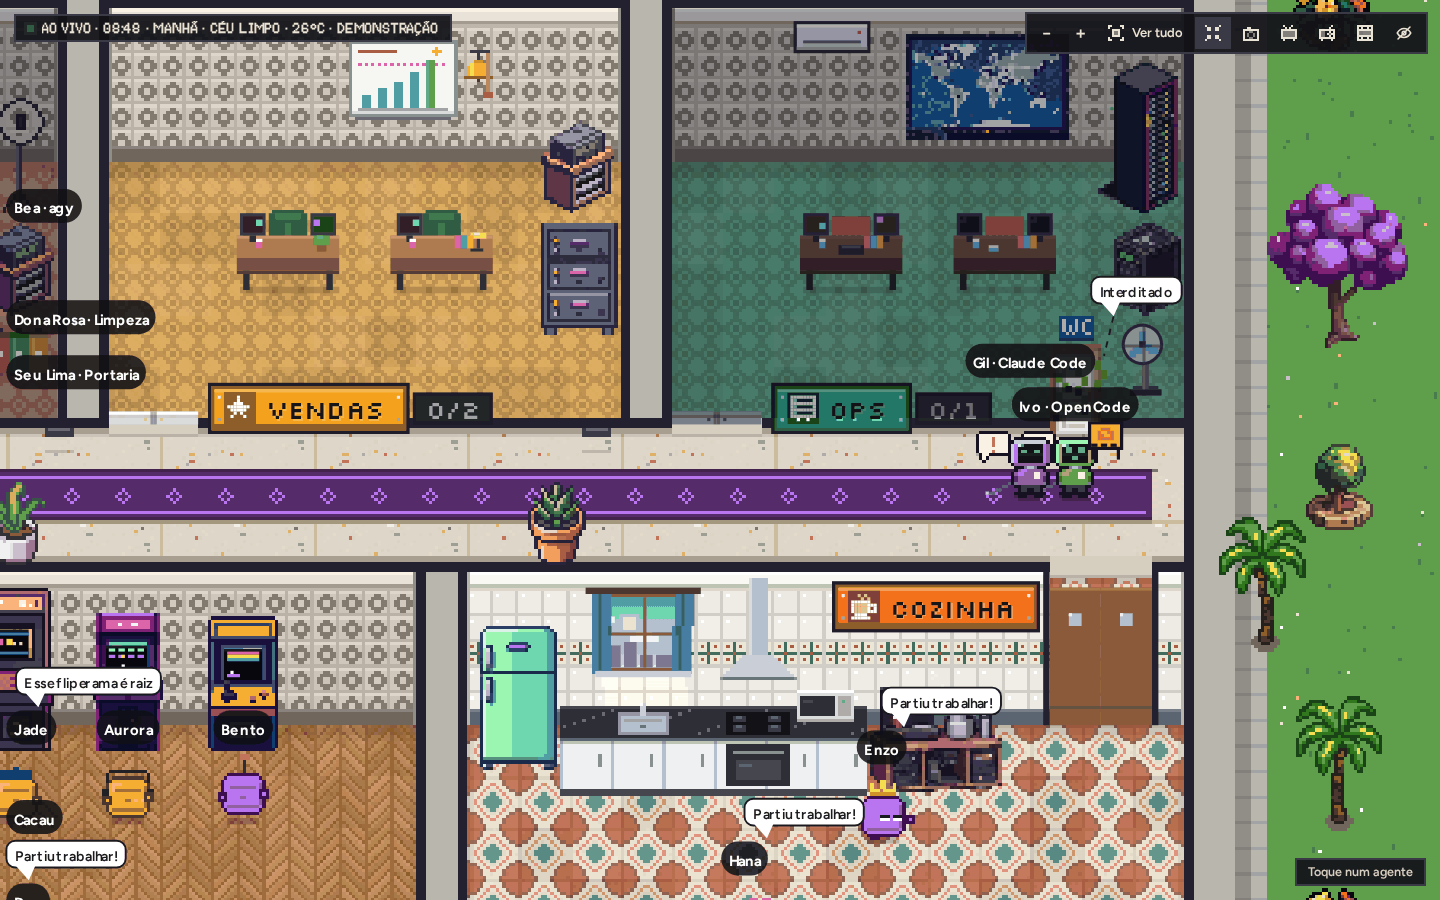 AO VIVO · 08:48 · MANHÃ · CÉU LIMPO · 26°C · DEMONSTRAÇÃO
Ver tudo
Bea · agy
Dona Rosa · Limpeza
Seu Lima · Portaria
Interditado
WC
Gil · Claude Code
Ivo · OpenCode
VENDAS 0/2
OPS 0/1
COZINHA
Esse fliperama é raiz
Jade
Aurora
Bento
Partiu trabalhar!
Enzo
Partiu trabalhar!
Hana
Cacau
Partiu trabalhar!
Toque num agente